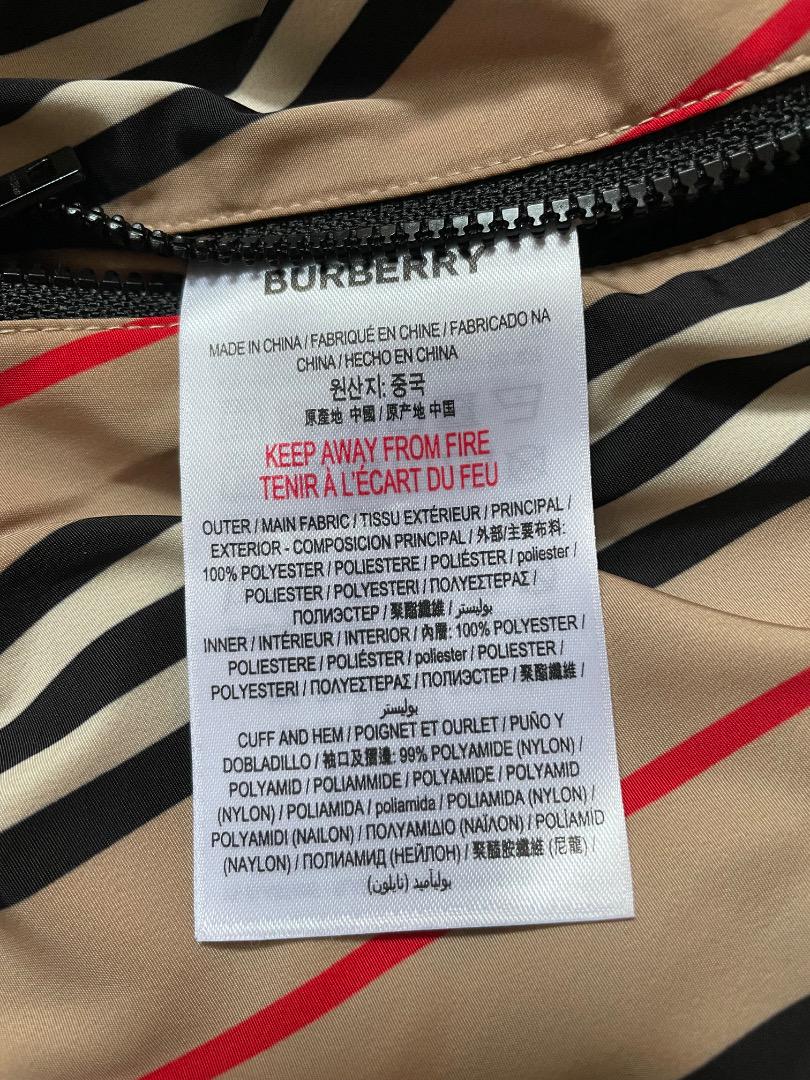 BURBERRY
MADE IN CHINA / FABRIQUÉ EN CHINE / FABRICADO NA
CHINA / HECHO EN CHINA
원산지: 중국
原產地 中國 / 原产地 中国
KEEP AWAY FROM FIRE
TENIR À L'ÉCART DU FEU
OUTER / MAIN FABRIC / TISSU EXTÉRIEUR / PRINCIPAL /
EXTERIOR - COMPOSICION PRINCIPAL / 外部/主要布料:
100% POLYESTER / POLIESTERE / POLIÉSTER / poliester /
POLIESTER / POLYESTERI / ΠΟΛΥΕΣΤΕΡΑΣ /
ПОЛИЭСТЕР / 聚酯纖維 / بوليستر /
INNER / INTÉRIEUR / INTERIOR / 內層: 100% POLYESTER /
POLIESTERE / POLIÉSTER / poliester / POLIESTER /
POLYESTERI / ΠΟΛΥΕΣΤΕΡΑΣ / ПОЛИЭСТЕР / 聚酯纖維 /
بوليستر
CUFF AND HEM / POIGNET ET OURLET / PUÑO Y
DOBLADILLO / 袖口及摺邊: 99% POLYAMIDE (NYLON) /
POLYAMID / POLIAMMIDE / POLYAMIDE / POLYAMID
(NYLON) / POLIAMIDA / poliamida / POLIAMIDA (NYLON) /
POLYAMIDI (NAILON) / ΠΟΛΥΑΜΙΔΙΟ (ΝΑΪΛΟΝ) / POLÍAMÍD
(NAYLON) / ПОЛИАМИД (НЕЙЛОН) / 聚醯胺纖維 (尼龍) /
بوليأميد (نايلون)